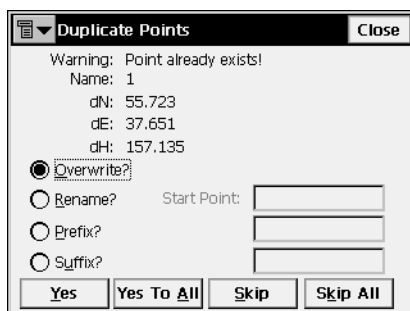 Duplicate Points Close
Warning: Point already exists!
Name: 1
dN: 55.723
dE: 37.651
dH: 157.135
Overwrite?
Rename? Start Point:
Prefix?
Suffix?
Yes Yes To All Skip Skip All